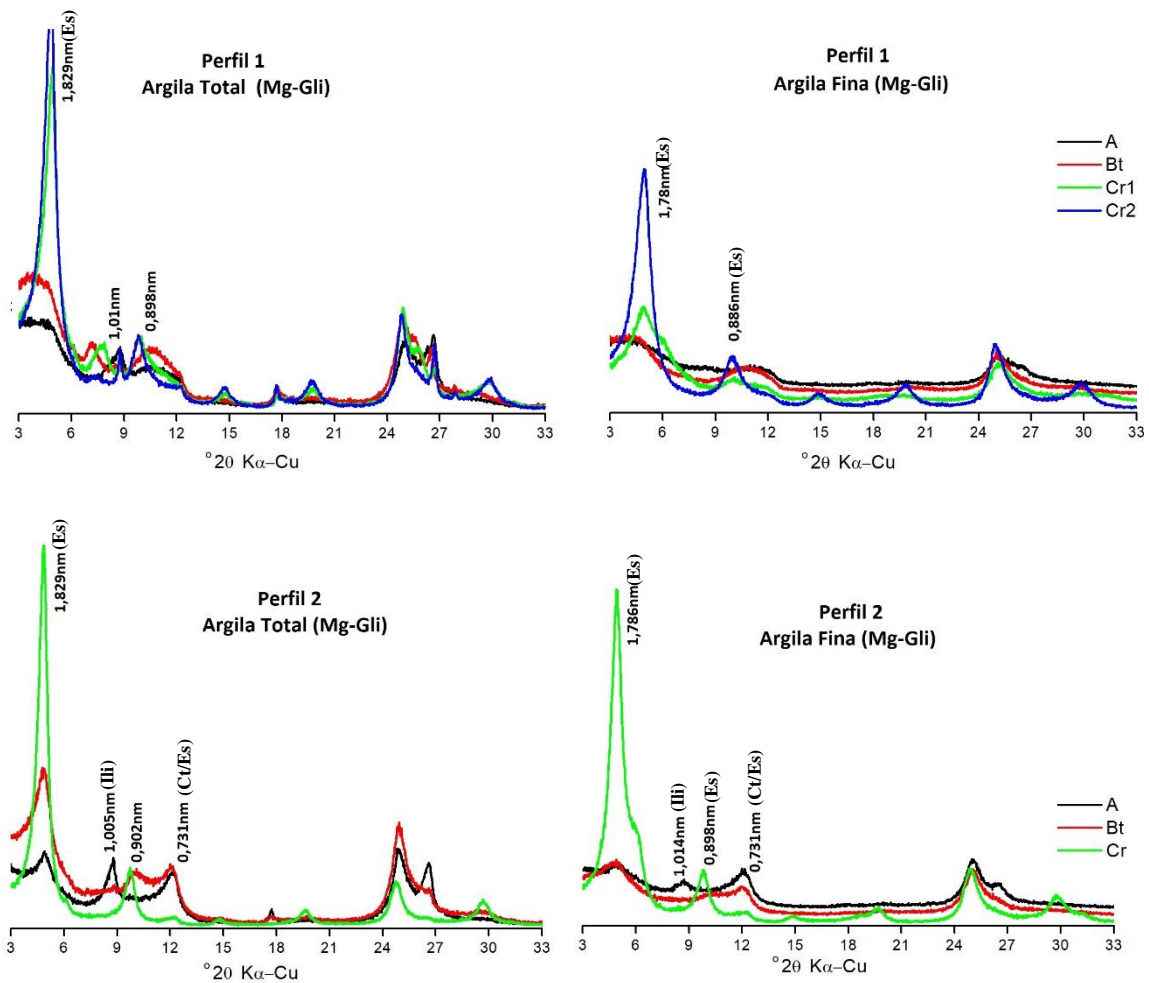 Perfil 1
Argila Total (Mg-Gli)
1,829nm(Es)
1,01nm
0,898nm
3 6 9 12 15 18 21 24 27 30 33
°2θ Kα–Cu
Perfil 1
Argila Fina (Mg-Gli)
1,78nm(Es)
0,886nm (Es)
A
Bt
Cr1
Cr2
3 6 9 12 15 18 21 24 27 30 33
°2θ Kα–Cu
Perfil 2
Argila Total (Mg-Gli)
1,829nm(Es)
1,005nm(Ili)
0,902nm
0,731nm (Ct/Es)
3 6 9 12 15 18 21 24 27 30 33
°2θ Kα–Cu
Perfil 2
Argila Fina (Mg-Gli)
1,786nm(Es)
1,014nm (Ili)
0,898nm(Es)
0,731nm (Ct/Es)
A
Bt
Cr
3 6 9 12 15 18 21 24 27 30 33
°2θ Kα–Cu